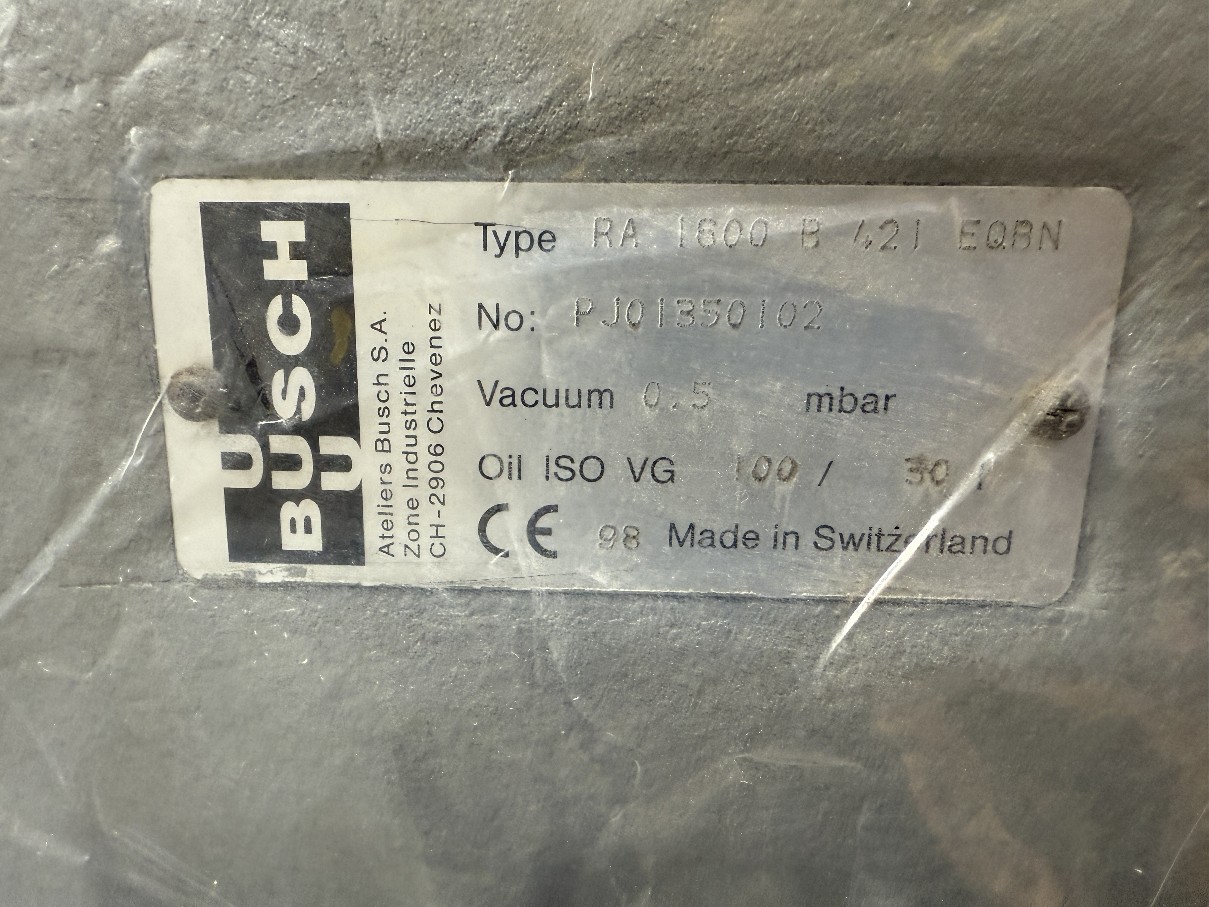 U
BUSCH
U
Ateliers Busch S.A.
Zone Industrielle
CH-2906 Chevenez
Type RA 1600 B 421 EQBN
No: PJ01350102
Vacuum 0.5 mbar
Oil ISO VG 100 / 30 l
CE 98 Made in Switzerland